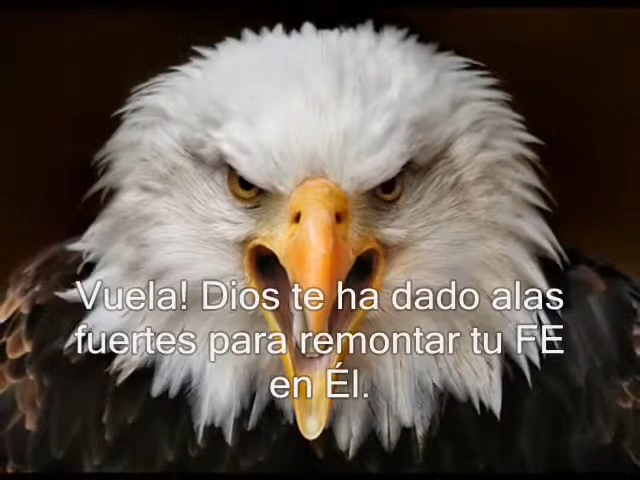 Vuela! Dios te ha dado alas
fuertes para remontar tu FE
en Él.